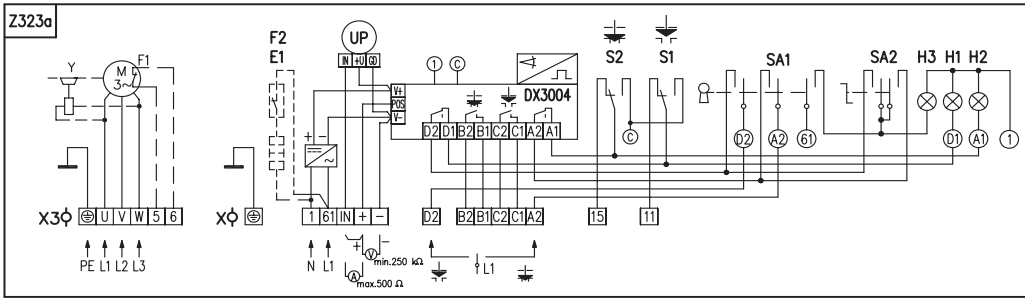 Z323a
Y
M
3~
F1
F2
E1
UP
IN +U CD
1 C
V+
POS
V-
DX3004
D2 D1 B2 B1 C2 C1 A2 A1
S2 S1 SA1 SA2 H3 H1 H2
C D2 A2 61 D1 A1 1
X3 U V W 5 6
X
1 61 IN + −
D2 B2 B1 C2 C1 A2
15 11
PE L1 L2 L3
N L1
+ −
V min.250 kΩ
A max.500 Ω
L1